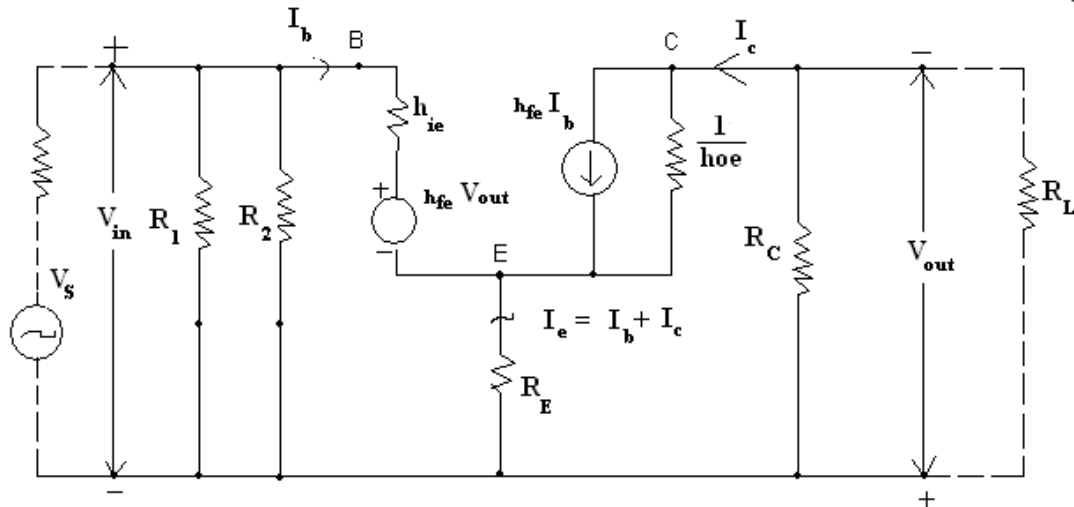 I_b
B
C
I_c
+
−
h_ie
h_fe I_b
1
hoe
+
h_fe V_out
−
V_in
R_1
R_2
R_C
V_out
R_L
E
V_S
I_e = I_b + I_c
R_E
−
+